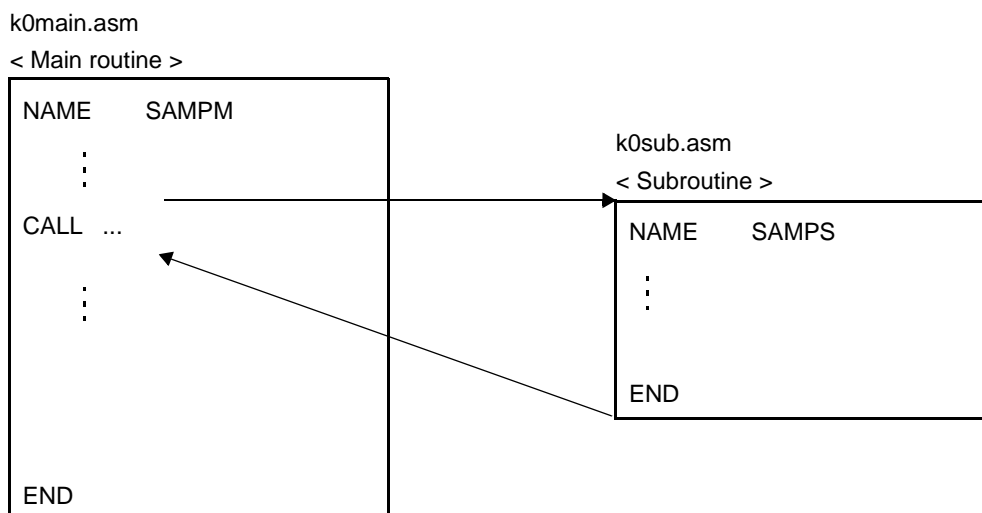 k0main.asm
< Main routine >
NAME SAMPM
CALL ...
END
k0sub.asm
< Subroutine >
NAME SAMPS
END